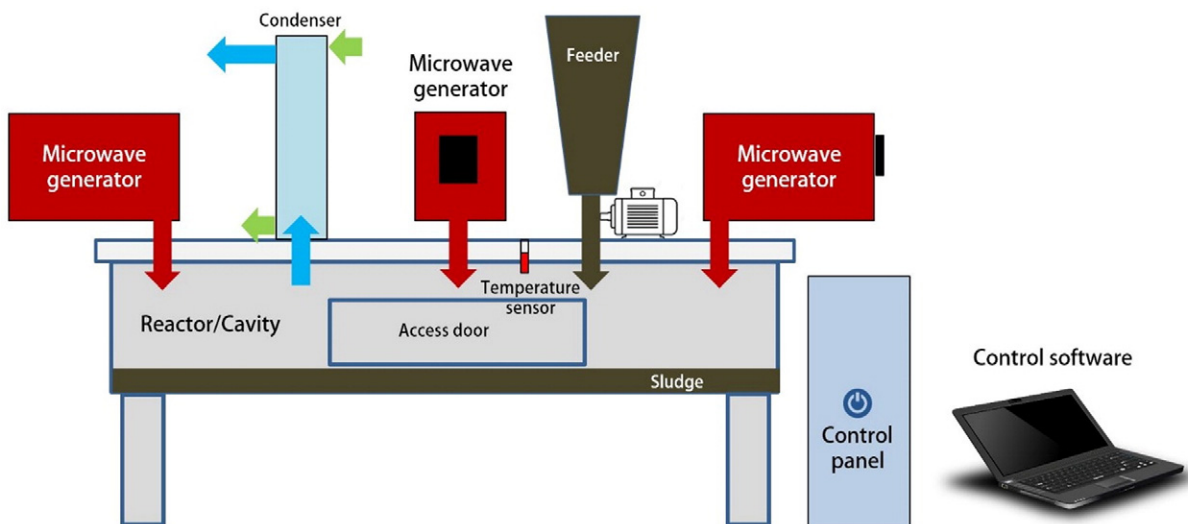 Condenser
Microwave
generator
Feeder
Microwave
generator
Microwave
generator
Temperature
sensor
Reactor/Cavity
Access door
Sludge
Control software
Control
panel